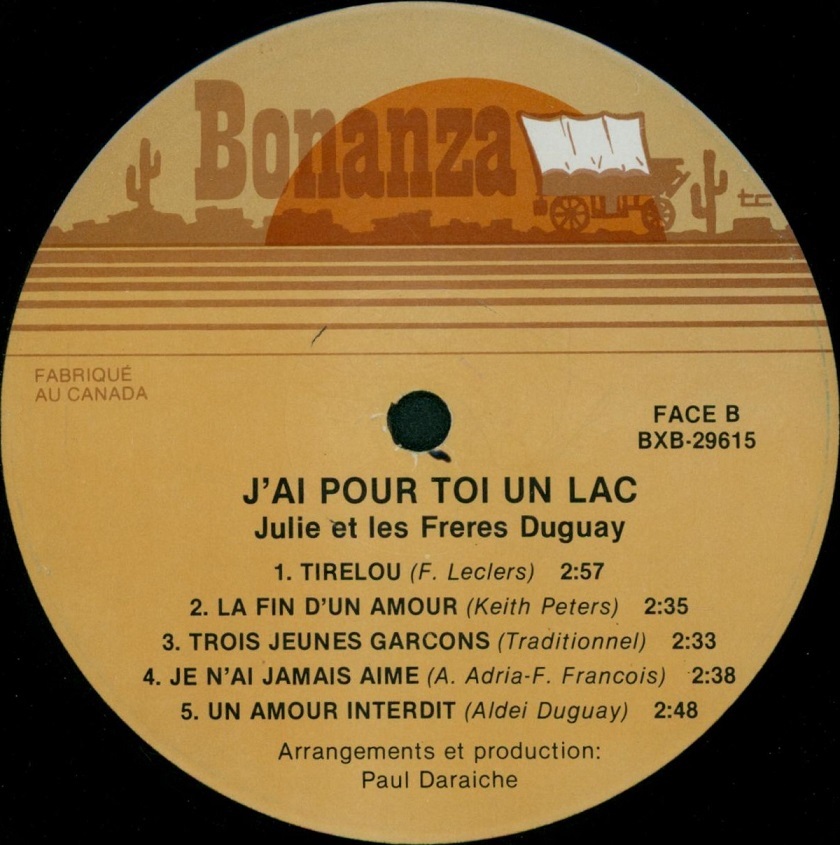 Bonanza
tc
FABRIQUÉ
AU CANADA
FACE B
BXB-29615
J'AI POUR TOI UN LAC
Julie et les Freres Duguay
1. TIRELOU (F. Leclers) 2:57
2. LA FIN D'UN AMOUR (Keith Peters) 2:35
3. TROIS JEUNES GARCONS (Traditionnel) 2:33
4. JE N'AI JAMAIS AIME (A. Adria-F. Francois) 2:38
5. UN AMOUR INTERDIT (Aldei Duguay) 2:48
Arrangements et production:
Paul Daraiche